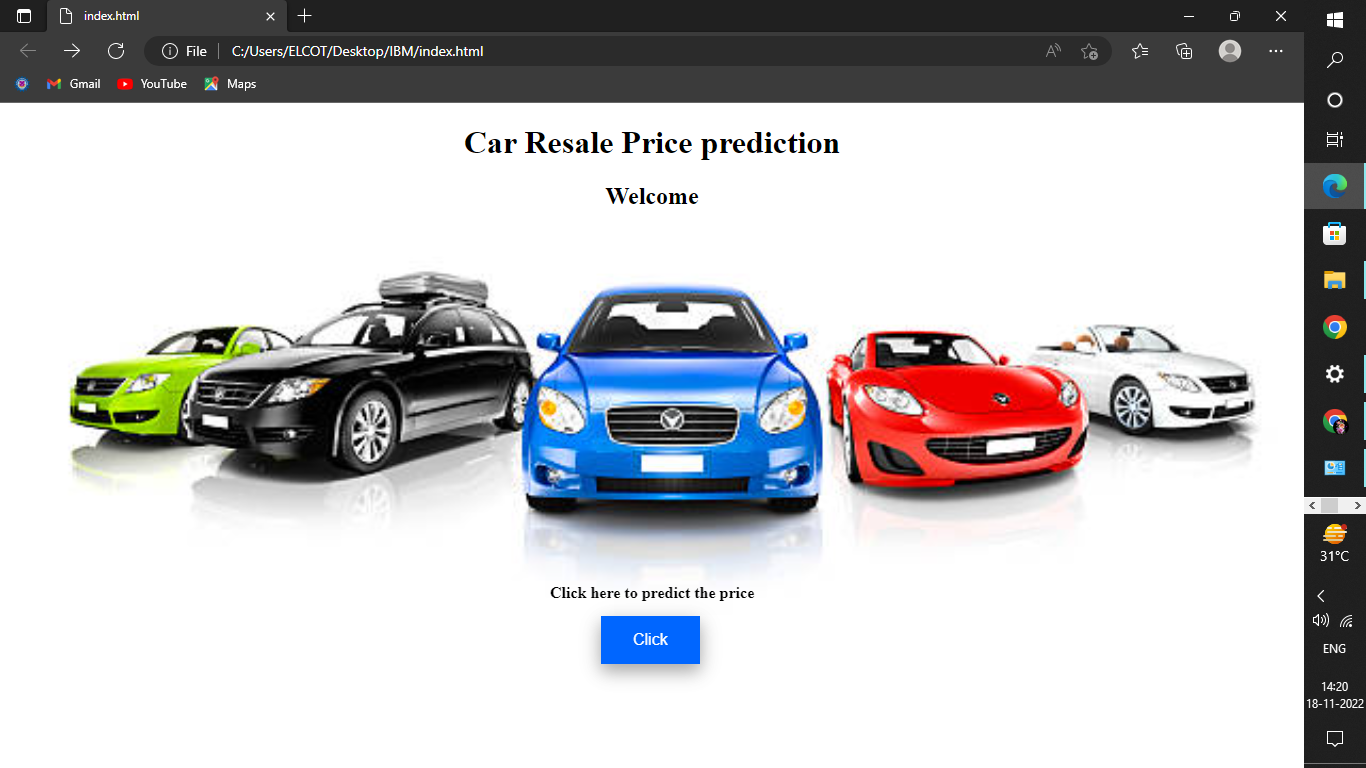 index.html
File
C:/Users/ELCOT/Desktop/IBM/index.html
Gmail
YouTube
Maps
Car Resale Price prediction
Welcome
Click here to predict the price
Click
31°C
ENG
14:20
18-11-2022